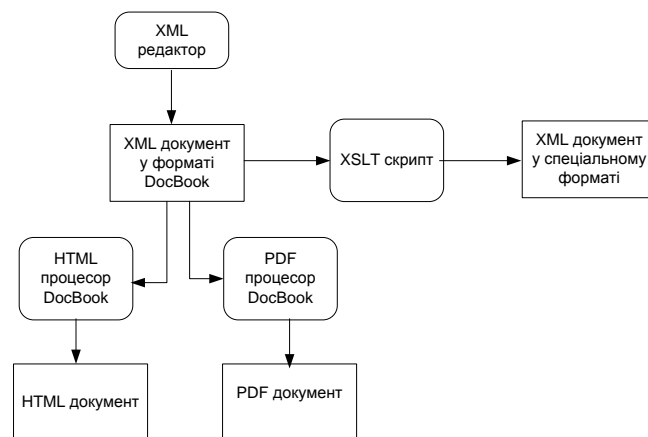 XML
редактор
XML документ
у форматі
DocBook
XSLT скрипт
XML документ
у спеціальному
форматі
HTML
процесор
DocBook
PDF
процесор
DocBook
HTML документ
PDF документ